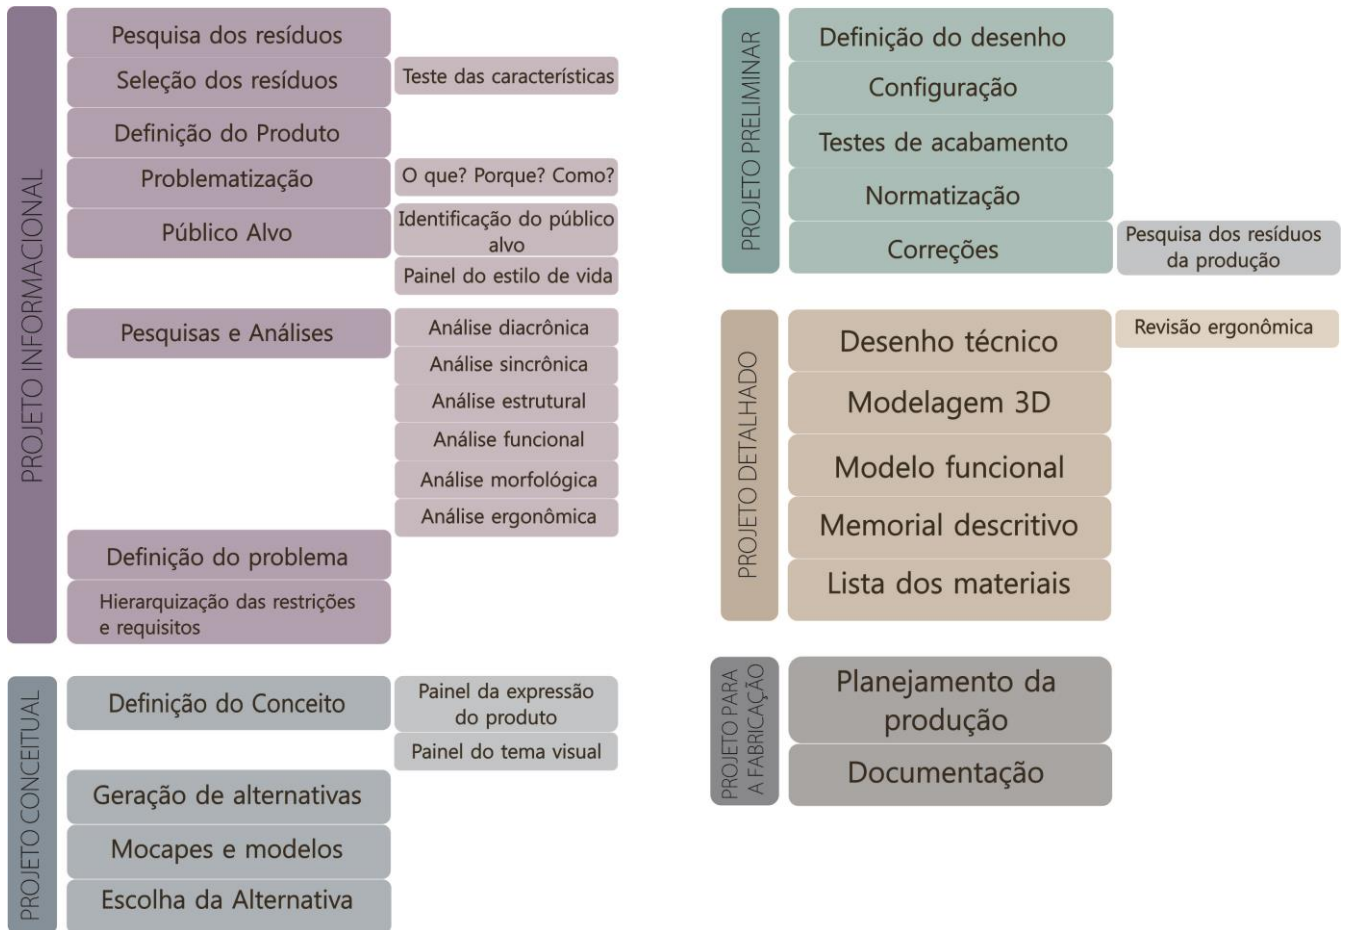 PROJETO INFORMACIONAL
Pesquisa dos resíduos
Seleção dos resíduos
Teste das características
Definição do Produto
Problematização
O que? Porque? Como?
Público Alvo
Identificação do público
alvo
Painel do estilo de vida
Pesquisas e Análises
Análise diacrônica
Análise sincrônica
Análise estrutural
Análise funcional
Análise morfológica
Análise ergonômica
Definição do problema
Hierarquização das restrições
e requisitos
PROJETO CONCEITUAL
Definição do Conceito
Painel da expressão
do produto
Painel do tema visual
Geração de alternativas
Mocapes e modelos
Escolha da Alternativa
PROJETO PRELIMINAR
Definição do desenho
Configuração
Testes de acabamento
Normatização
Correções
Pesquisa dos resíduos
da produção
PROJETO DETALHADO
Desenho técnico
Revisão ergonômica
Modelagem 3D
Modelo funcional
Memorial descritivo
Lista dos materiais
PROJETO PARA
A FABRICAÇÃO
Planejamento da
produção
Documentação